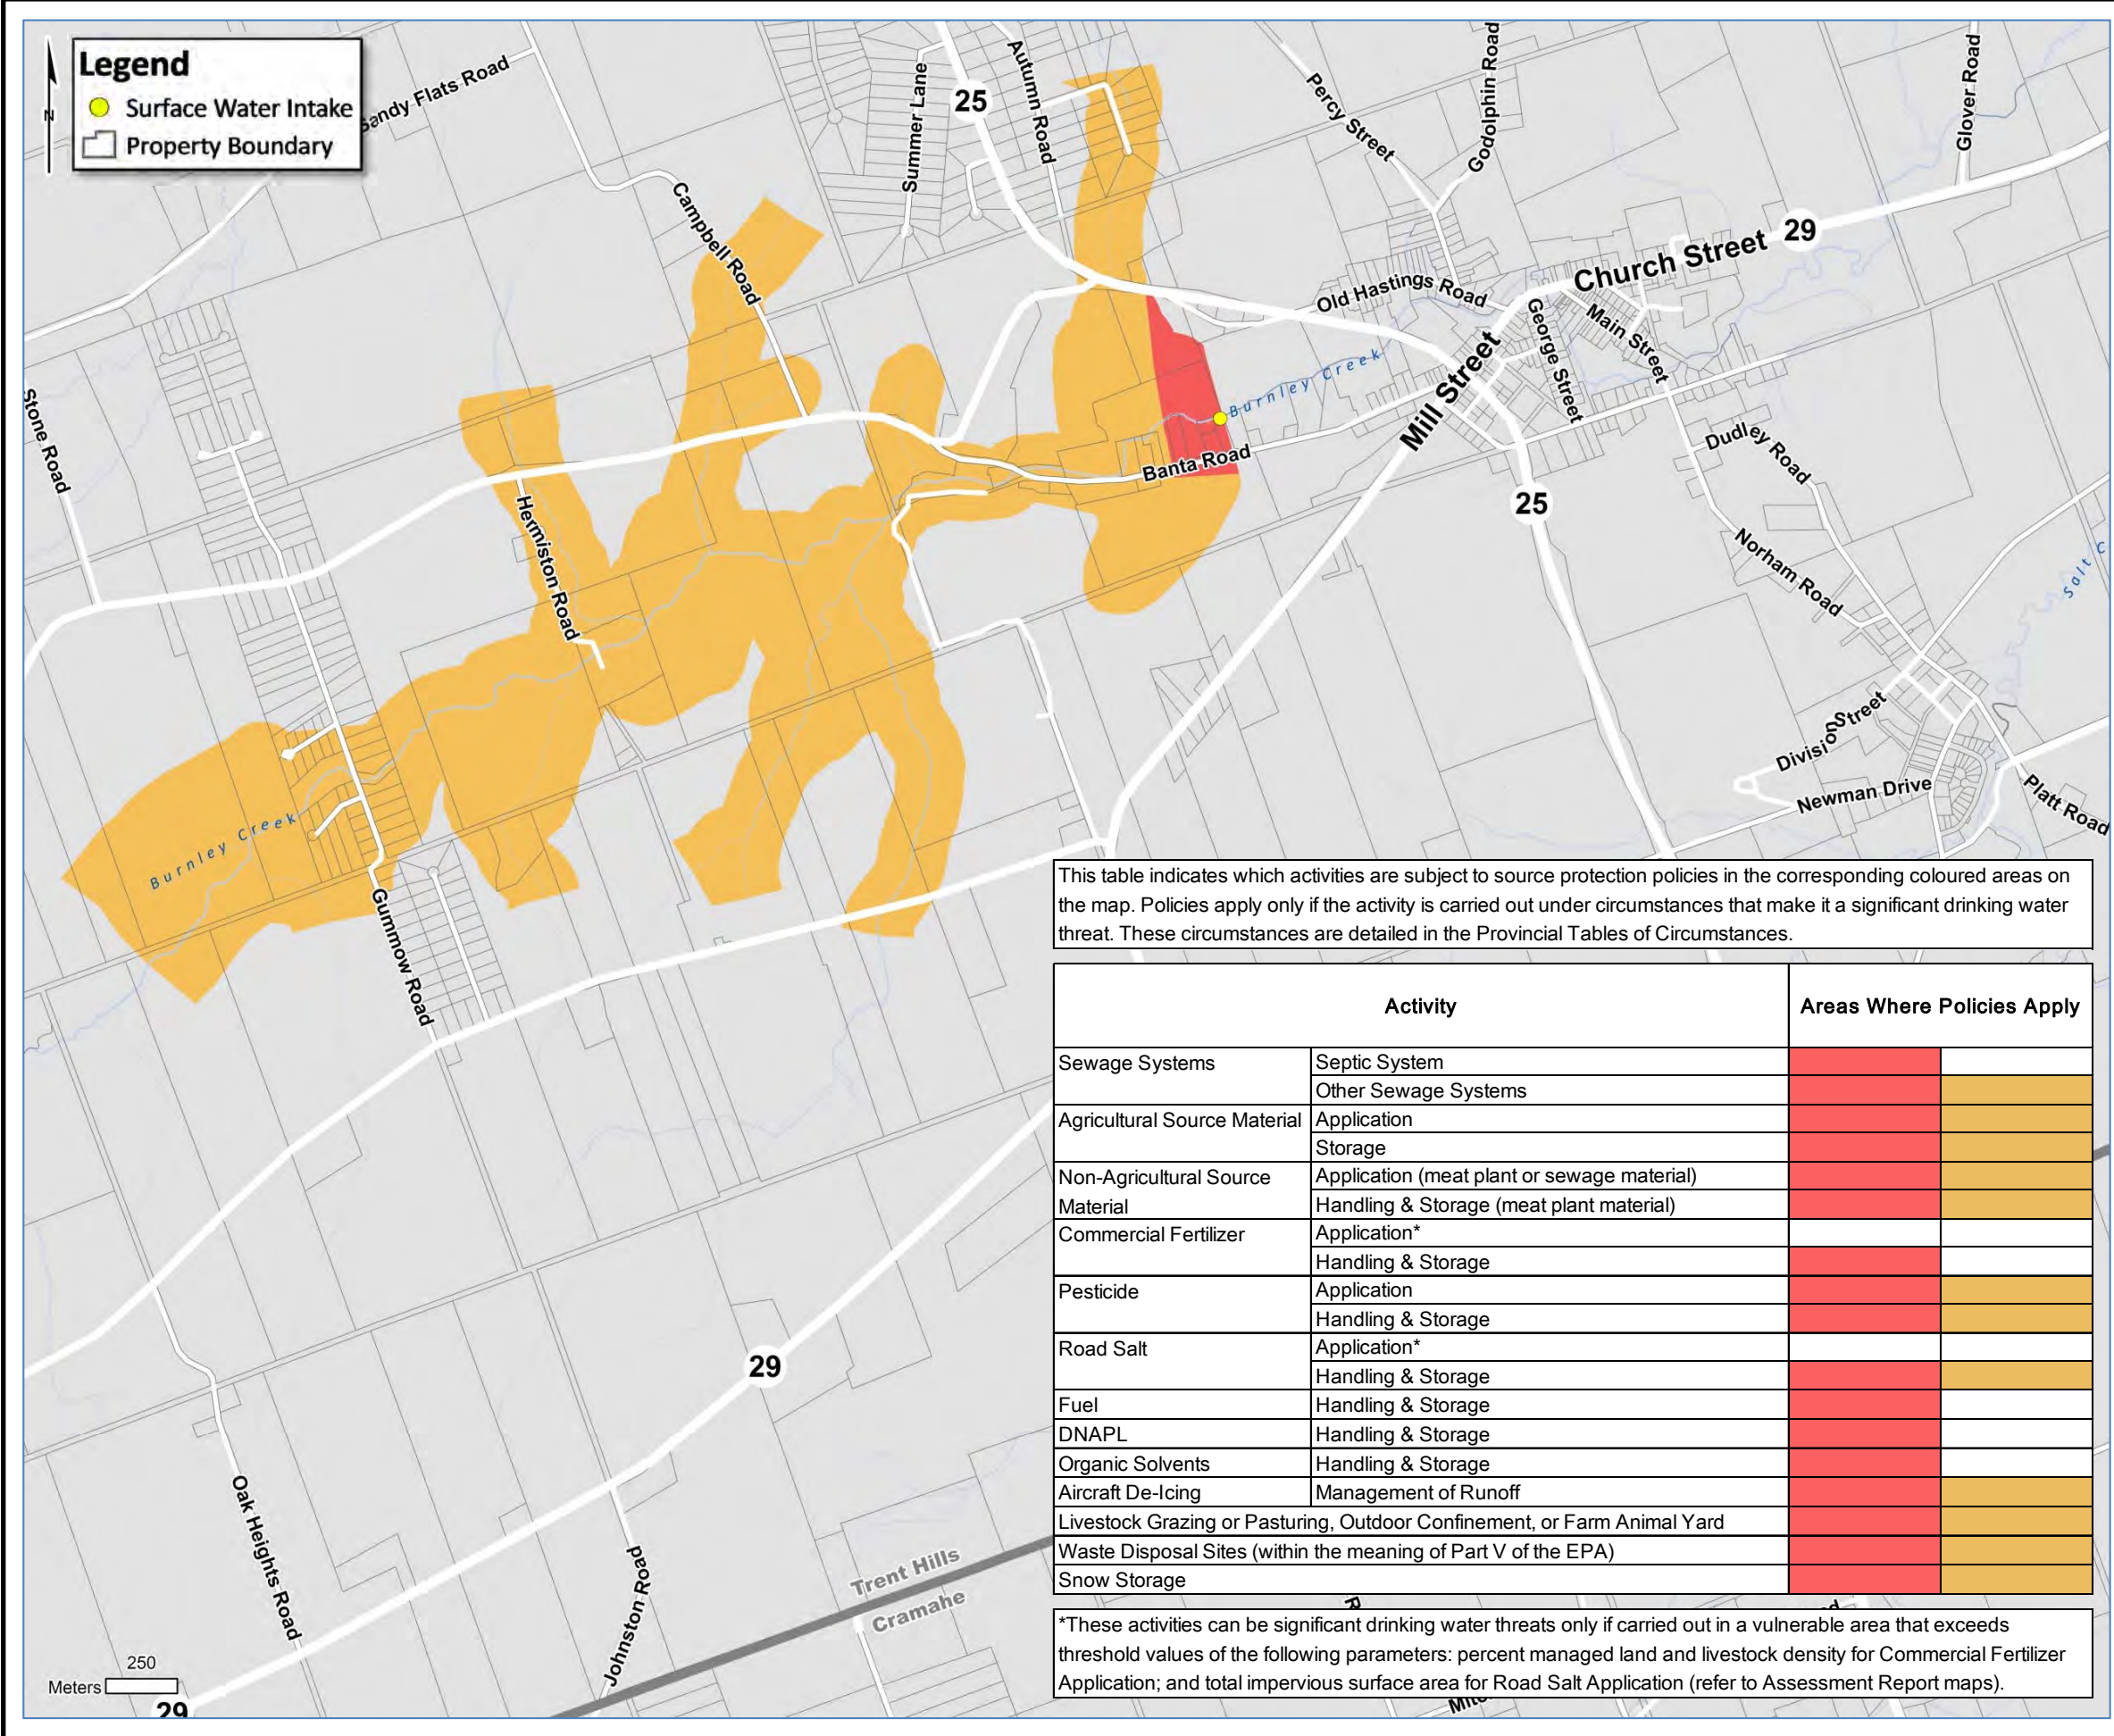 Legend
Surface Water Intake
Property Boundary
N
Sandy Flats Road
Summer Lane
25
Autumn Road
Percy Street
Godolphin Road
Glover Road
Campbell Road
Church Street 29
Old Hastings Road
George Street
Main Street
Burnley Creek
Mill Street
Stone Road
Banta Road
Dudley Road
25
Hermiston Road
Norham Road
Salt C
Division Street
Newman Drive
Platt Road
Burnley Creek
Gummow Road
This table indicates which activities are subject to source protection policies in the corresponding coloured areas on
the map. Policies apply only if the activity is carried out under circumstances that make it a significant drinking water
threat. These circumstances are detailed in the Provincial Tables of Circumstances.
Activity Areas Where Policies Apply
Sewage Systems Septic System
Other Sewage Systems
Agricultural Source Material Application
Storage
Non-Agricultural Source Application (meat plant or sewage material)
Material Handling & Storage (meat plant material)
Commercial Fertilizer Application*
Handling & Storage
Pesticide Application
Handling & Storage
Road Salt Application*
Handling & Storage
Fuel Handling & Storage
DNAPL Handling & Storage
Organic Solvents Handling & Storage
Aircraft De-Icing Management of Runoff
Livestock Grazing or Pasturing, Outdoor Confinement, or Farm Animal Yard
Waste Disposal Sites (within the meaning of Part V of the EPA)
Snow Storage
*These activities can be significant drinking water threats only if carried out in a vulnerable area that exceeds
threshold values of the following parameters: percent managed land and livestock density for Commercial Fertilizer
Application; and total impervious surface area for Road Salt Application (refer to Assessment Report maps).
29
Oak Heights Road
Johnston Road
Trent Hills
Cramahe
250
Meters
29